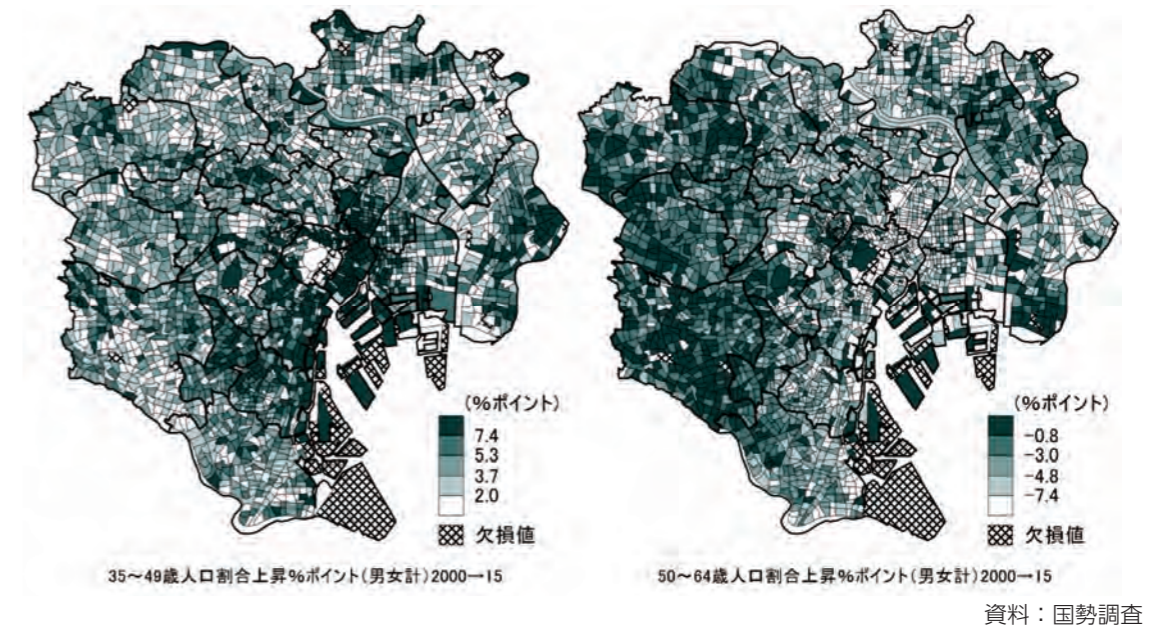 (%ポイント)
7.4
5.3
3.7
2.0
欠損値
35～49歳人口割合上昇%ポイント(男女計)2000→15
(%ポイント)
−0.8
−3.0
−4.8
−7.4
欠損値
50～64歳人口割合上昇%ポイント(男女計)2000→15
資料：国勢調査